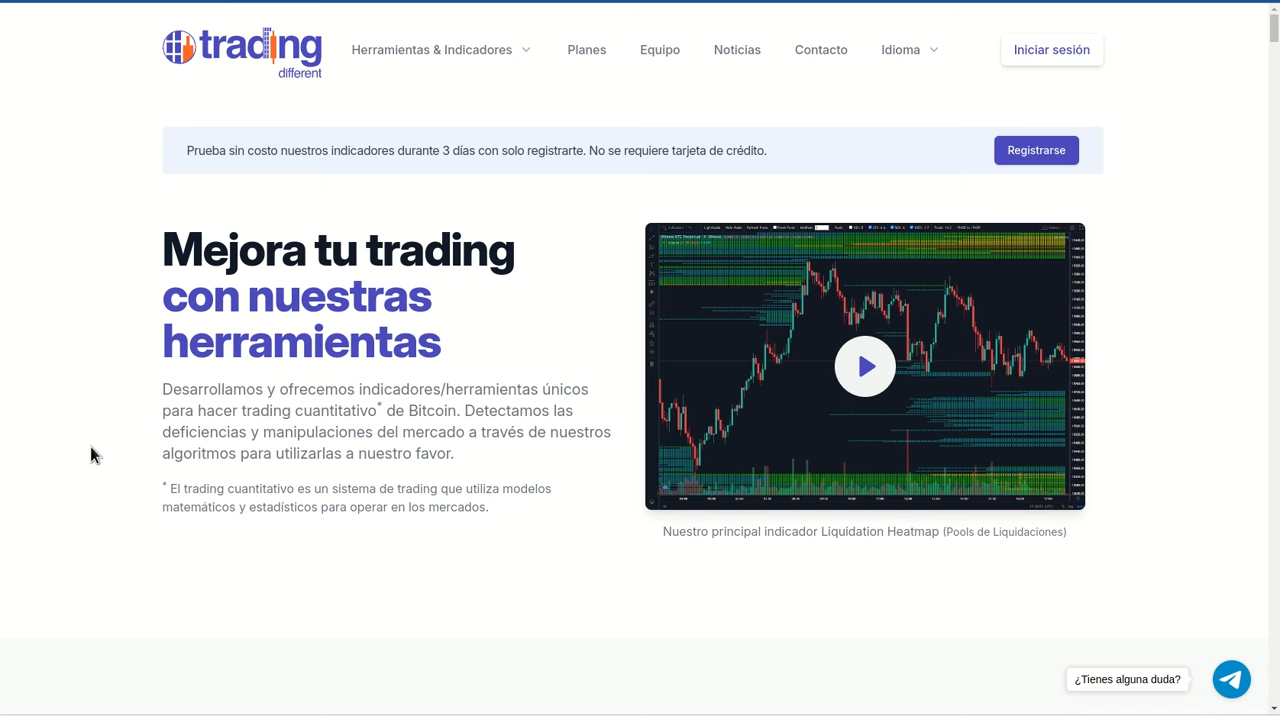 trading
different
Herramientas & Indicadores
Planes
Equipo
Noticias
Contacto
Idioma
Iniciar sesión
Prueba sin costo nuestros indicadores durante 3 días con solo registrarte. No se requiere tarjeta de crédito.
Registrarse
Mejora tu trading
con nuestras
herramientas
Desarrollamos y ofrecemos indicadores/herramientas únicos
para hacer trading cuantitativo* de Bitcoin. Detectamos las
deficiencias y manipulaciones del mercado a través de nuestros
algoritmos para utilizarlas a nuestro favor.
* El trading cuantitativo es un sistema de trading que utiliza modelos
matemáticos y estadísticos para operar en los mercados.
Nuestro principal indicador Liquidation Heatmap (Pools de Liquidaciones)
¿Tienes alguna duda?